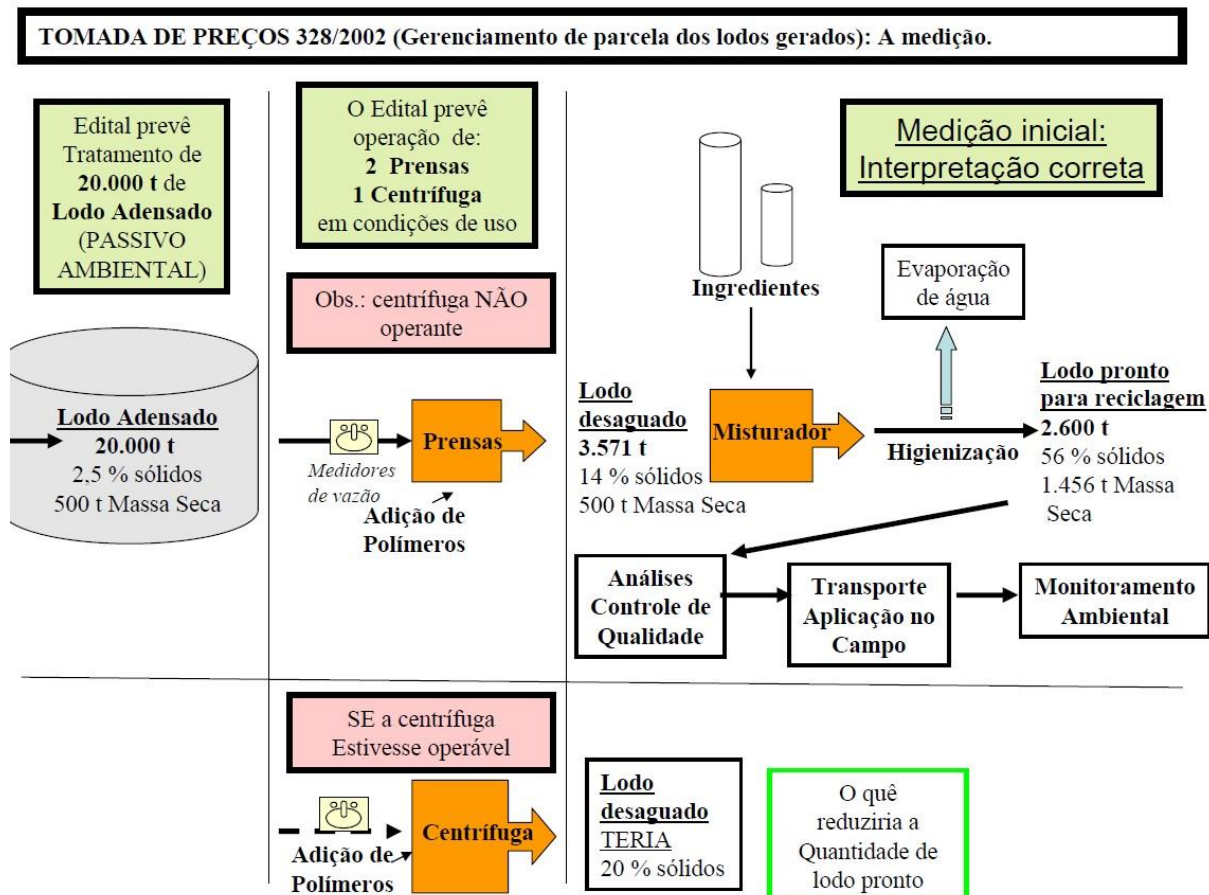 TOMADA DE PREÇOS 328/2002 (Gerenciamento de parcela dos lodos gerados): A medição.
Edital prevê
Tratamento de
20.000 t de
Lodo Adensado
(PASSIVO
AMBIENTAL)
O Edital prevê
operação de:
2 Prensas
1 Centrífuga
em condições de uso
Medição inicial:
Interpretação correta
Obs.: centrífuga NÃO
operante
Ingredientes
Evaporação
de água
Lodo Adensado
20.000 t
2,5 % sólidos
500 t Massa Seca
Medidores
de vazão
Prensas
Adição de
Polímeros
Lodo
desaguado
3.571 t
14 % sólidos
500 t Massa Seca
Misturador
Higienização
Lodo pronto
para reciclagem
2.600 t
56 % sólidos
1.456 t Massa
Seca
Análises
Controle de
Qualidade
Transporte
Aplicação no
Campo
Monitoramento
Ambiental
SE a centrífuga
Estivesse operável
Adição de
Polímeros
Centrífuga
Lodo
desaguado
TERIA
20 % sólidos
O quê
reduziria a
Quantidade de
lodo pronto